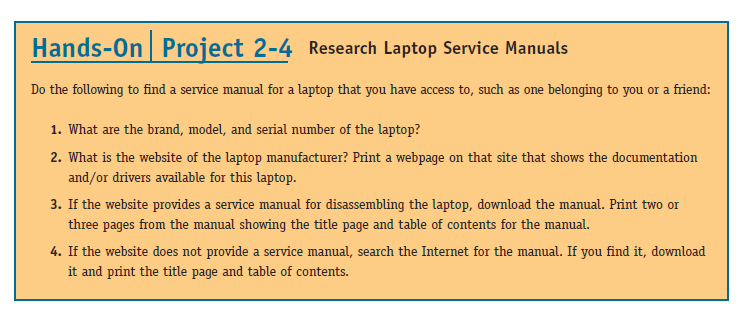 Hands-On Project 2-4 Research Laptop Service Manuals
Do the following to find a service manual for a laptop that you have access to, such as one belonging to you or a friend:
1. What are the brand, model, and serial number of the laptop?
2. What is the website of the laptop manufacturer? Print a webpage on that site that shows the documentation
and/or drivers available for this laptop.
3. If the website provides a service manual for disassembling the laptop, download the manual. Print two or
three pages from the manual showing the title page and table of contents for the manual.
4. If the website does not provide a service manual, search the Internet for the manual. If you find it, download
it and print the title page and table of contents.